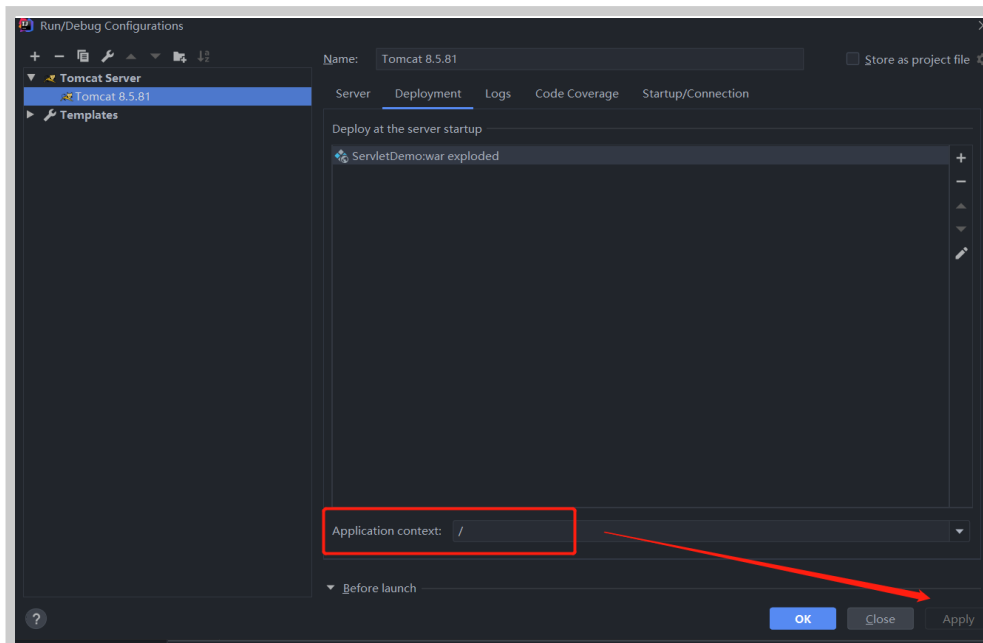 Run/Debug Configurations
Name: Tomcat 8.5.81 Store as project file
Tomcat Server
Tomcat 8.5.81
Templates
Server Deployment Logs Code Coverage Startup/Connection
Deploy at the server startup
ServletDemo:war exploded
Application context: /
Before launch
? OK Close Apply